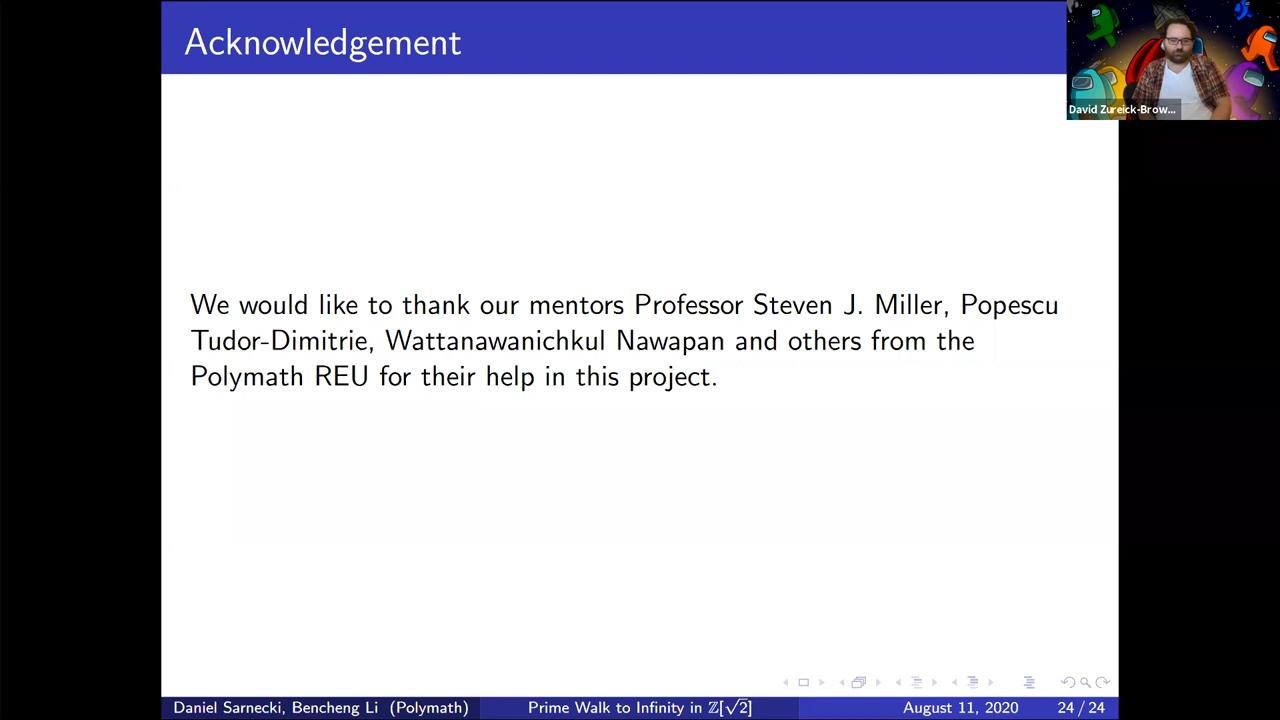 Acknowledgement
David Zureick-Brow...
We would like to thank our mentors Professor Steven J. Miller, Popescu
Tudor-Dimitrie, Wattanawanichkul Nawapan and others from the
Polymath REU for their help in this project.
Daniel Sarnecki, Bencheng Li (Polymath) Prime Walk to Infinity in ℤ[√2] August 11, 2020 24 / 24